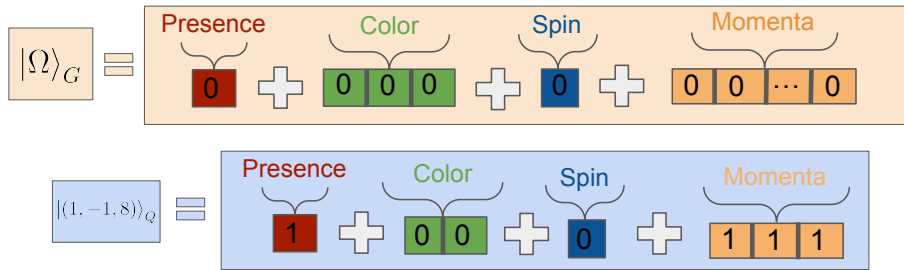 Presence Color Spin Momenta
|Ω⟩_G = 0 + 0 0 0 + 0 + 0 0 ... 0
Presence Color Spin Momenta
|(1, −1, 8)⟩_Q = 1 + 0 0 + 0 + 1 1 1